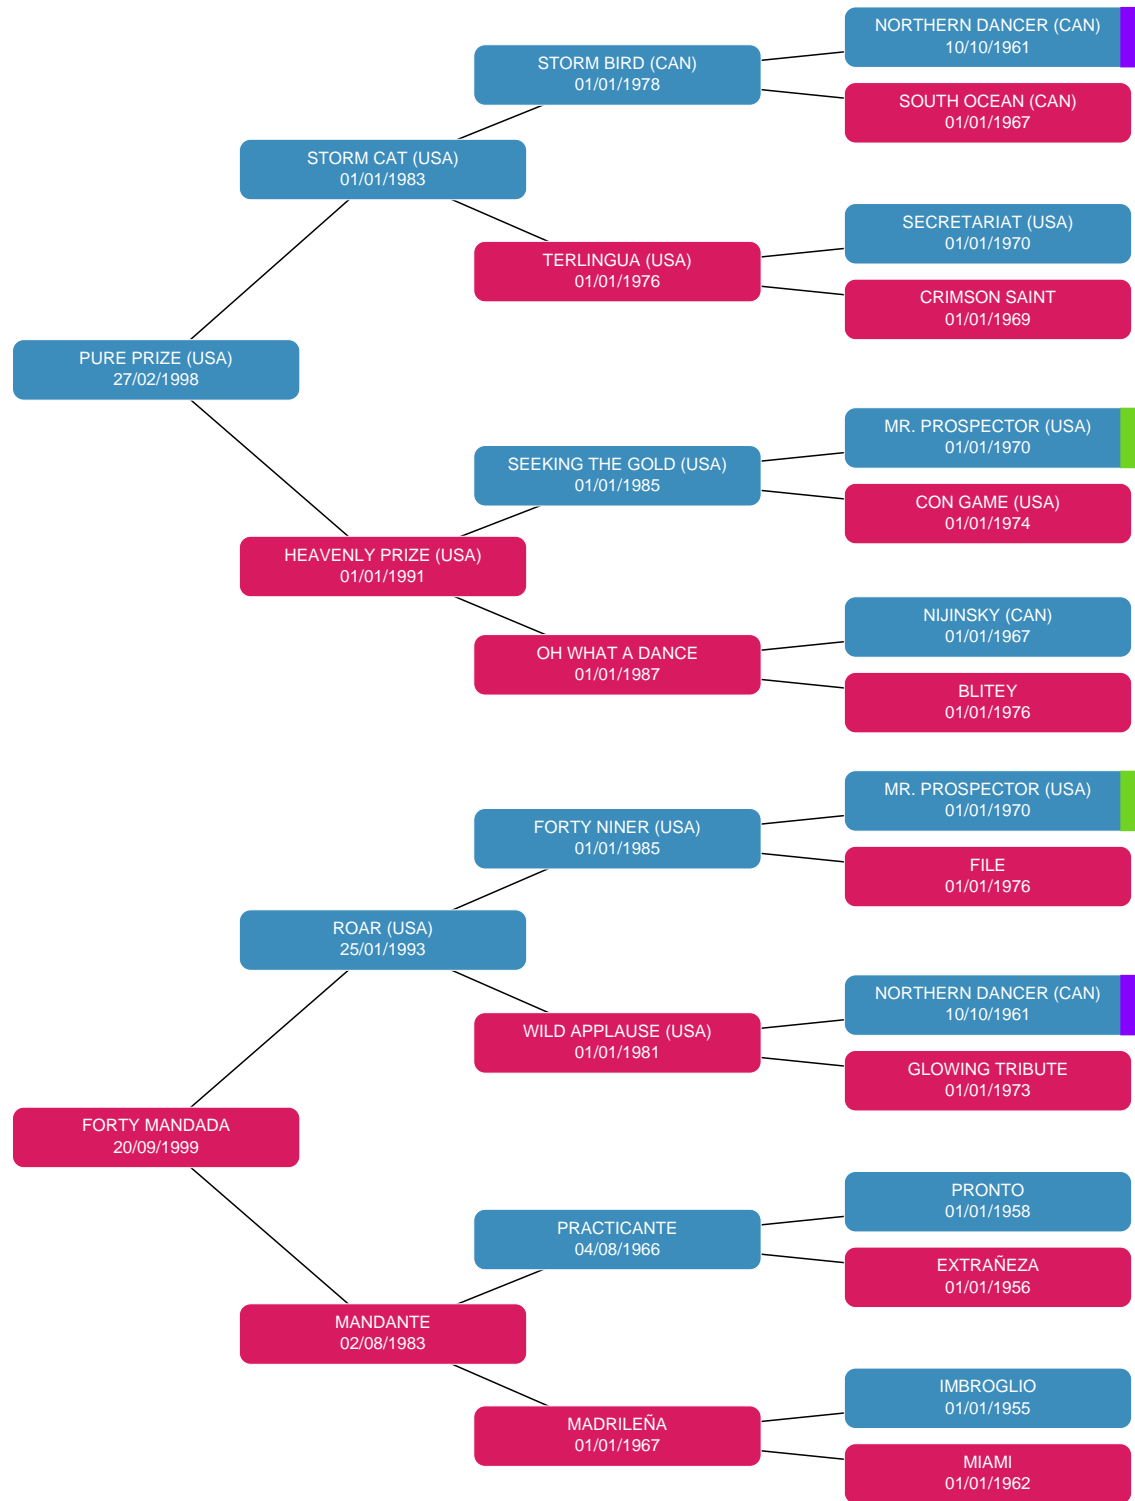 NORTHERN DANCER (CAN)
10/10/1961
STORM BIRD (CAN)
01/01/1978
SOUTH OCEAN (CAN)
01/01/1967
STORM CAT (USA)
01/01/1983
SECRETARIAT (USA)
01/01/1970
TERLINGUA (USA)
01/01/1976
CRIMSON SAINT
01/01/1969
PURE PRIZE (USA)
27/02/1998
MR. PROSPECTOR (USA)
01/01/1970
SEEKING THE GOLD (USA)
01/01/1985
CON GAME (USA)
01/01/1974
HEAVENLY PRIZE (USA)
01/01/1991
NIJINSKY (CAN)
01/01/1967
OH WHAT A DANCE
01/01/1987
BLITEY
01/01/1976
MR. PROSPECTOR (USA)
01/01/1970
FORTY NINER (USA)
01/01/1985
FILE
01/01/1976
ROAR (USA)
25/01/1993
NORTHERN DANCER (CAN)
10/10/1961
WILD APPLAUSE (USA)
01/01/1981
GLOWING TRIBUTE
01/01/1973
FORTY MANDADA
20/09/1999
PRONTO
01/01/1958
PRACTICANTE
04/08/1966
EXTRAÑEZA
01/01/1956
MANDANTE
02/08/1983
IMBROGLIO
01/01/1955
MADRILEÑA
01/01/1967
MIAMI
01/01/1962